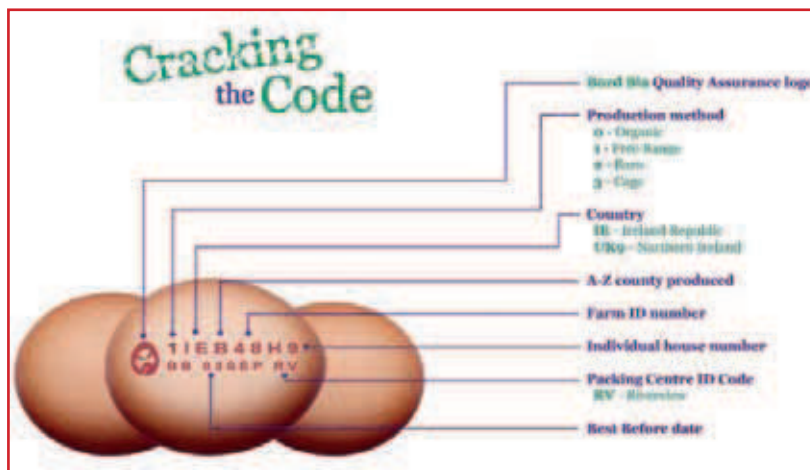 Cracking
the Code
Bord Bia Quality Assurance logo
Production method
0 - Organic
1 - Free Range
2 - Barn
3 - Cage
Country
IE - Ireland Republic
UK9 - Northern Ireland
A-Z county produced
Farm ID number
1IEB48H9
Individual house number
BB SEP RV
Packing Centre ID Code
RV - Riverview
Best Before date